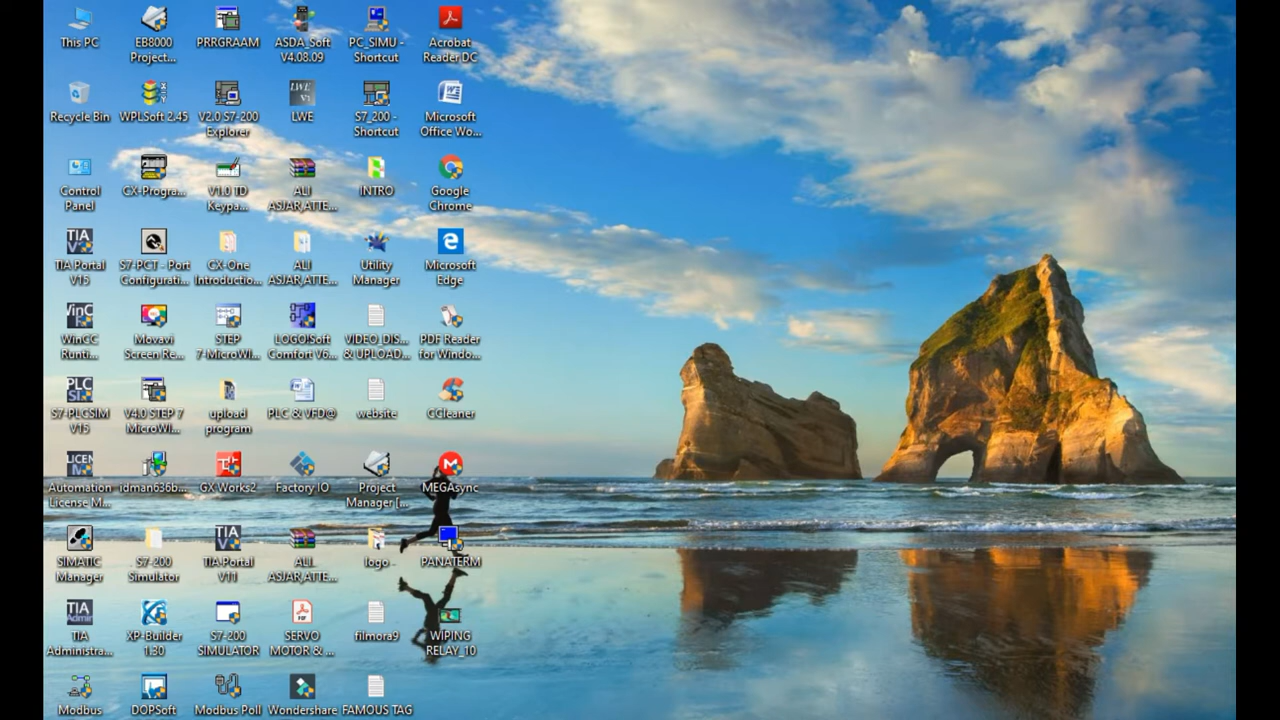 This PC
EB8000
Project...
PRRGRAAM
ASDA_Soft
V4.08.09
PC_SIMU -
Shortcut
Acrobat
Reader DC
Recycle Bin
WPLSoft 2.45
V2.0 S7-200
Explorer
LWE
S7_200 -
Shortcut
Microsoft
Office Wo...
Control
Panel
CX-Progra...
V1.0 TD
Keypa...
ALI
ASJAR,ATTE...
INTRO
Google
Chrome
TIA Portal
V15
S7-PCT - Port
Configurati...
CX-One
Introductio...
ALI
ASJAR,ATTE...
Utility
Manager
Microsoft
Edge
WinCC
Runti...
Movavi
Screen Re...
STEP
7-MicroWI...
LOGO!Soft
Comfort V6...
VIDEO_DIS...
& UPLOAD...
PDF Reader
for Windo...
S7-PLCSIM
V15
V4.0 STEP 7
MicroWI...
upload
program
PLC & VFD@
website
CCleaner
Automation
License M...
idman636b...
GX Works2
Factory IO
Project
Manager [...
MEGAsync
SIMATIC
Manager
S7-200
Simulator
TIA Portal
V11
ALI
ASJAR,ATTE...
logo
PANATERM
TIA
Administra...
XP-Builder
1.30
S7-200
SIMULATOR
SERVO
MOTOR & ...
filmora9
WIPING
RELAY_10
Modbus
DOPSoft
Modbus Poll
Wondershare
FAMOUS TAG